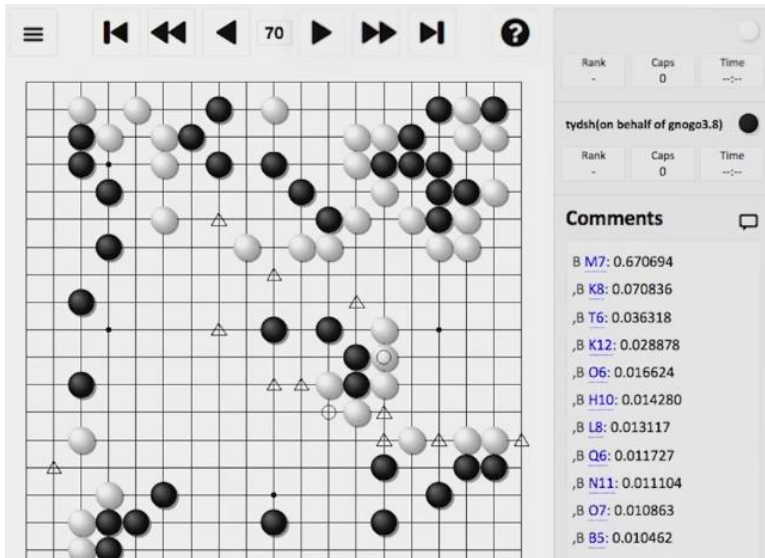 70
?
Rank Caps Time
- 0 --:--
tydsh(on behalf of gnogo3.8)
Rank Caps Time
- 0 --:--
Comments
B M7: 0.670694
,B K8: 0.070836
,B T6: 0.036318
,B K12: 0.028878
,B O6: 0.016624
,B H10: 0.014280
,B L8: 0.013117
,B Q6: 0.011727
,B N11: 0.011104
,B O7: 0.010863
,B B5: 0.010462